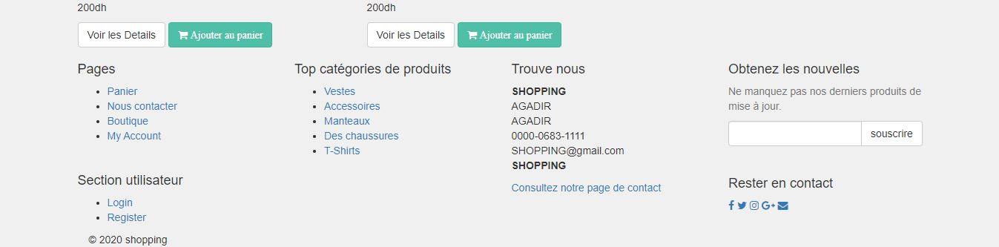 200dh
200dh
Voir les Details
Ajouter au panier
Voir les Details
Ajouter au panier
Pages
Panier
Nous contacter
Boutique
My Account
Section utilisateur
Login
Register
Top catégories de produits
Vestes
Accessoires
Manteaux
Des chaussures
T-Shirts
Trouve nous
SHOPPING
AGADIR
AGADIR
0000-0683-1111
SHOPPING@gmail.com
SHOPPING
Consultez notre page de contact
Obtenez les nouvelles
Ne manquez pas nos derniers produits de
mise à jour.
souscrire
Rester en contact
© 2020 shopping